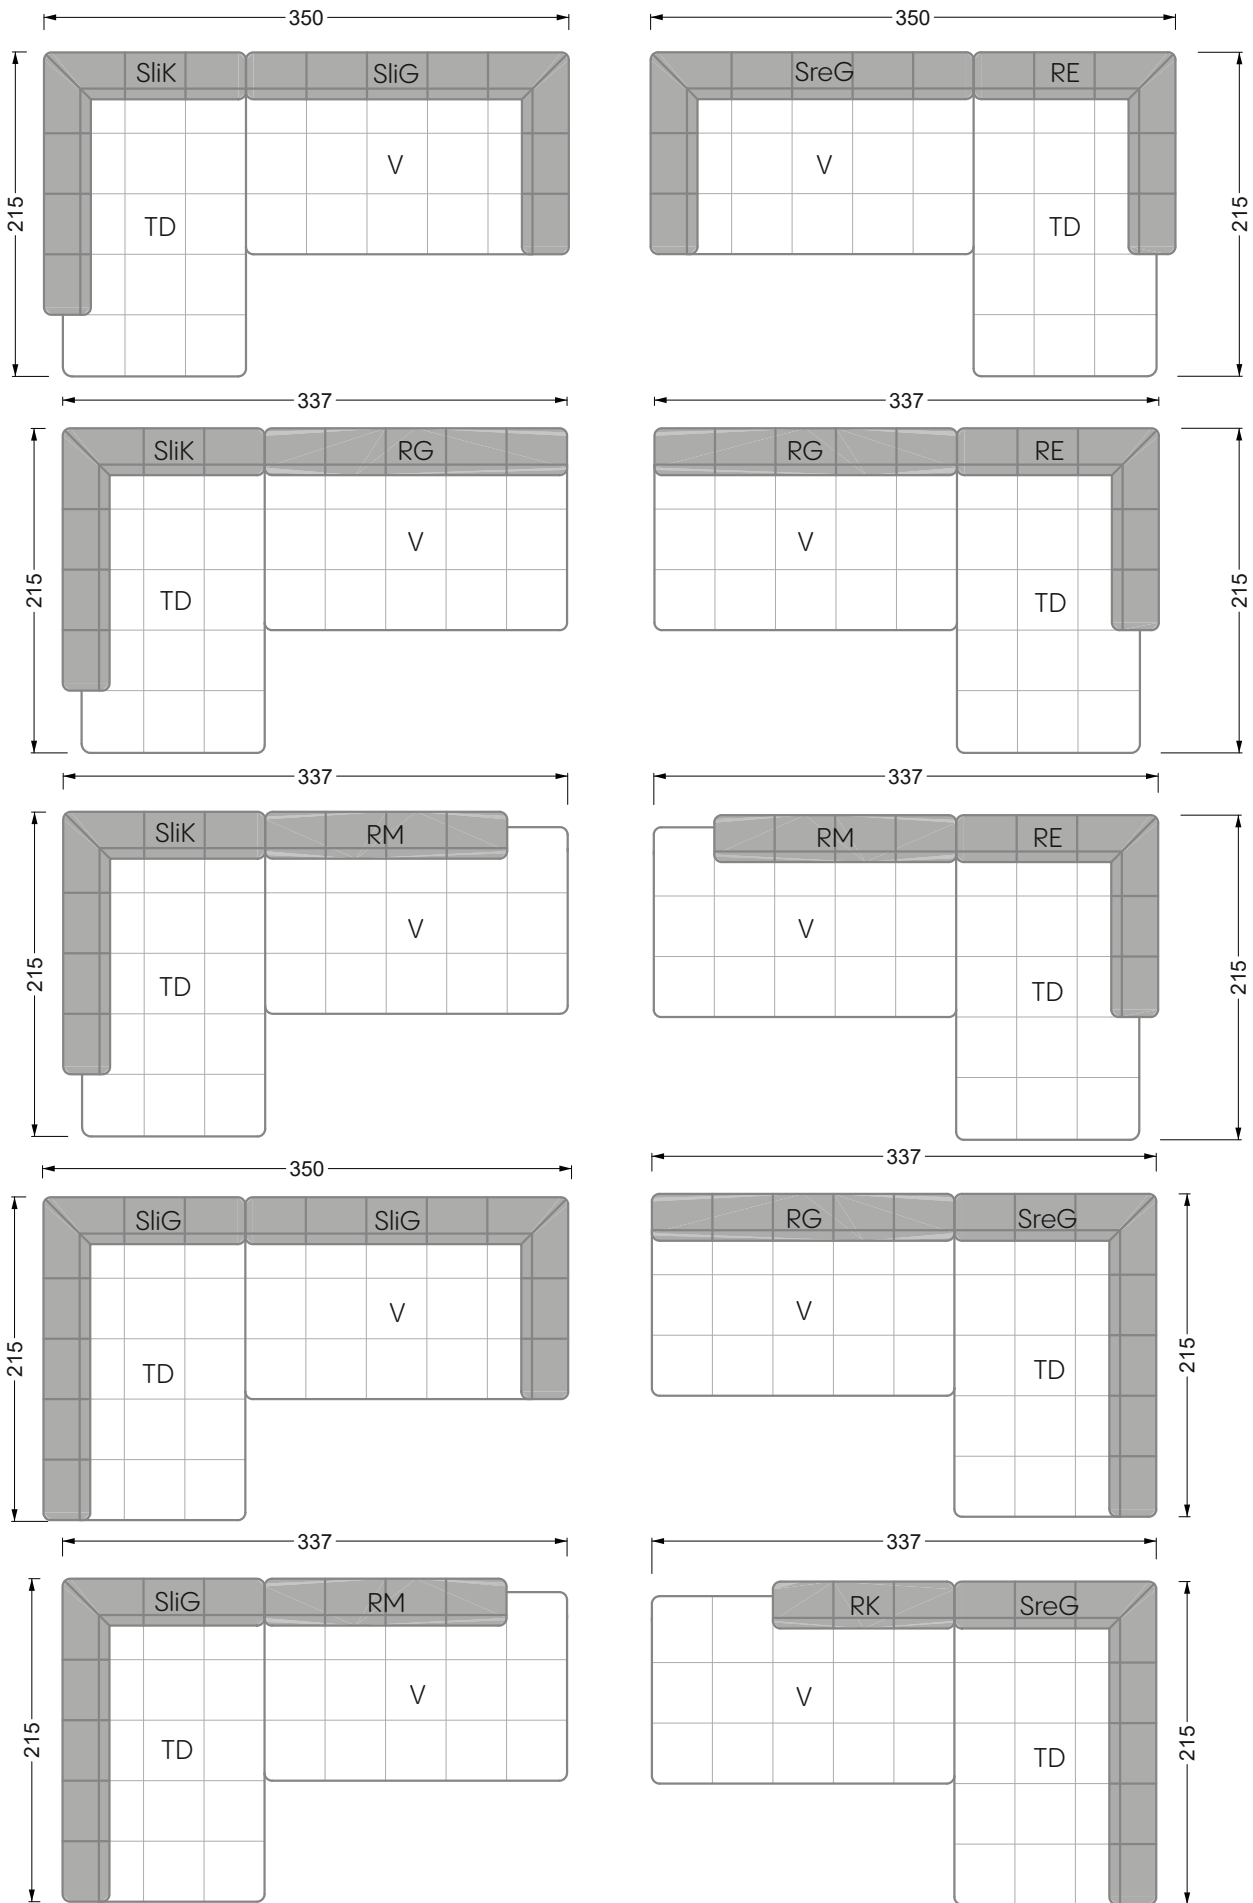 350
350
SliK SliG
SreG RE
V
V
215
TD
TD
215
337
337
SliK RG
RG RE
V
V
215
TD
TD
215
337
337
SliK RM
RM RE
V
V
215
TD
TD
215
350
337
SliG SliG
RG SreG
V
V
215
TD
TD
215
337
337
SliG RM
RK SreG
V
V
215
TD
TD
215